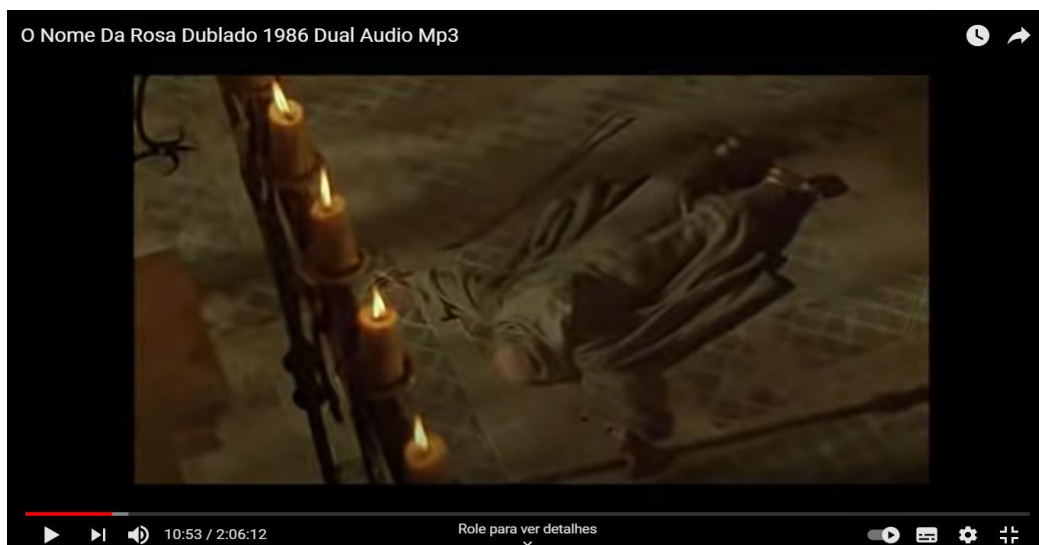 O Nome Da Rosa Dublado 1986 Dual Audio Mp3
10:53 / 2:06:12
Role para ver detalhes